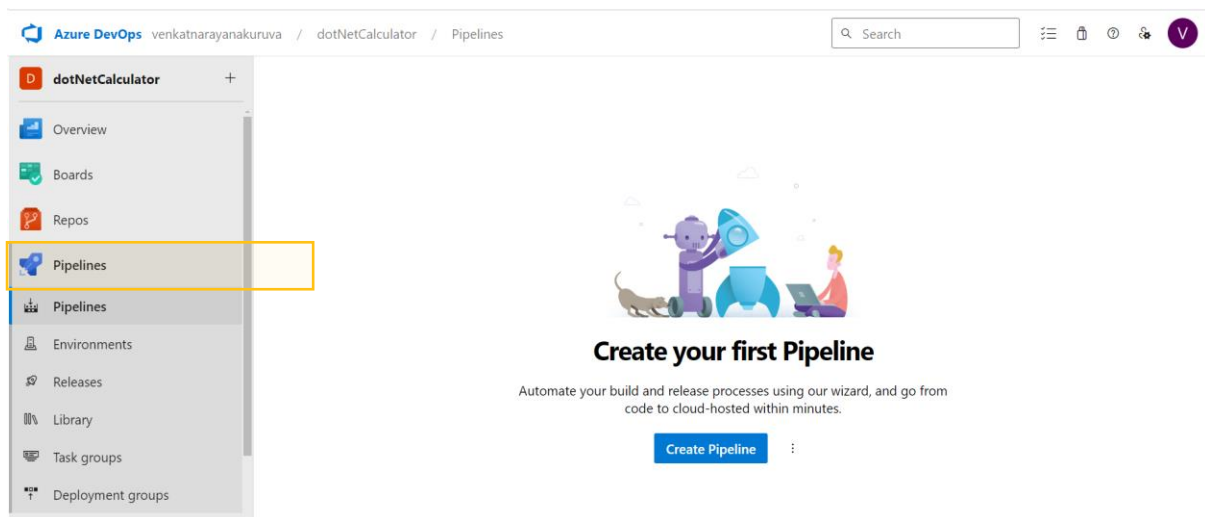 Azure DevOps venkatnarayanakuruva / dotNetCalculator / Pipelines
Search
V
D dotNetCalculator +
Overview
Boards
Repos
Pipelines
Pipelines
Environments
Releases
Library
Task groups
Deployment groups
Create your first Pipeline
Automate your build and release processes using our wizard, and go from
code to cloud-hosted within minutes.
Create Pipeline